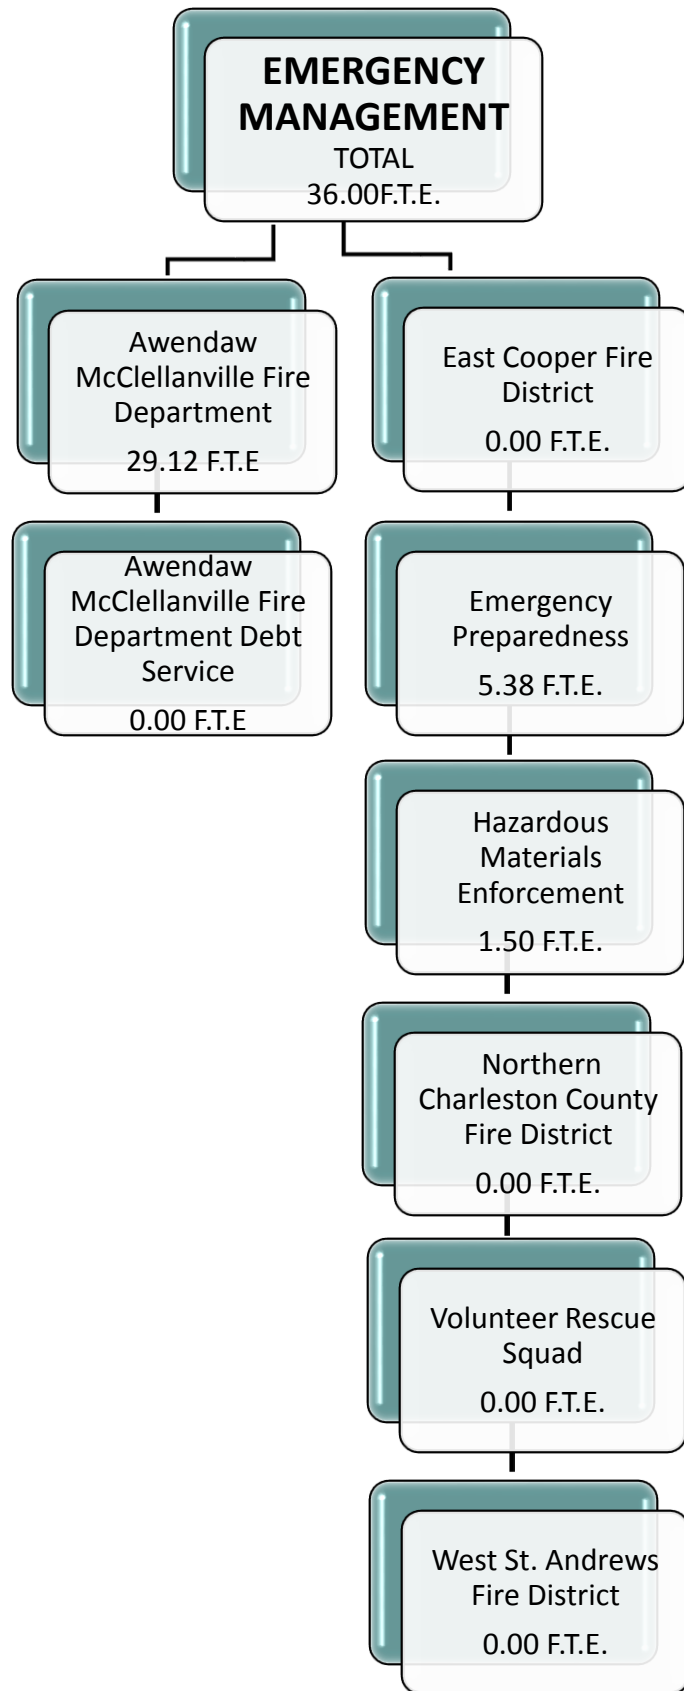 EMERGENCY
MANAGEMENT
TOTAL
36.00F.T.E.
Awendaw
McClellanville Fire
Department
29.12 F.T.E
Awendaw
McClellanville Fire
Department Debt
Service
0.00 F.T.E
East Cooper Fire
District
0.00 F.T.E.
Emergency
Preparedness
5.38 F.T.E.
Hazardous
Materials
Enforcement
1.50 F.T.E.
Northern
Charleston County
Fire District
0.00 F.T.E.
Volunteer Rescue
Squad
0.00 F.T.E.
West St. Andrews
Fire District
0.00 F.T.E.